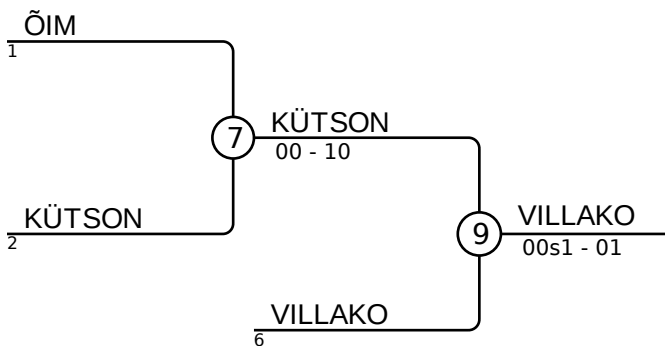 ÕIM
1
7
KÜTSON
00 - 10
KÜTSON
2
9
VILLAKO
00s1 - 01
VILLAKO
6